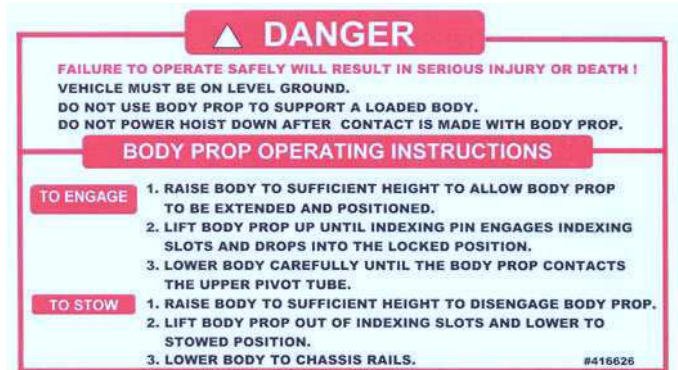 DANGER
FAILURE TO OPERATE SAFELY WILL RESULT IN SERIOUS INJURY OR DEATH !
VEHICLE MUST BE ON LEVEL GROUND.
DO NOT USE BODY PROP TO SUPPORT A LOADED BODY.
DO NOT POWER HOIST DOWN AFTER CONTACT IS MADE WITH BODY PROP.
BODY PROP OPERATING INSTRUCTIONS
TO ENGAGE
1. RAISE BODY TO SUFFICIENT HEIGHT TO ALLOW BODY PROP
TO BE EXTENDED AND POSITIONED.
2. LIFT BODY PROP UP UNTIL INDEXING PIN ENGAGES INDEXING
SLOTS AND DROPS INTO THE LOCKED POSITION.
3. LOWER BODY CAREFULLY UNTIL THE BODY PROP CONTACTS
THE UPPER PIVOT TUBE.
TO STOW
1. RAISE BODY TO SUFFICIENT HEIGHT TO DISENGAGE BODY PROP.
2. LIFT BODY PROP OUT OF INDEXING SLOTS AND LOWER TO
STOWED POSITION.
3. LOWER BODY TO CHASSIS RAILS.
#416626